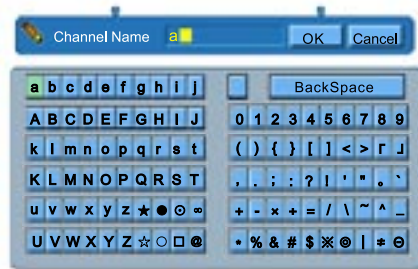 Channel Name a OK Cancel
a b c d e f g h i j BackSpace
A B C D E F G H I J 0 1 2 3 4 5 6 7 8 9
k l m n o p q r s t ( ) { } [ ] < > ｢ ｣
K L M N O P Q R S T , . ; : ? ! ' " 。 `
u v w x y z ★ ● ⊙ ∞ + - × ÷ = / \ ~ ^ _
U V W X Y Z ☆ ○ □ @ * % & # $ ※ ◎ | ≠ ⊖